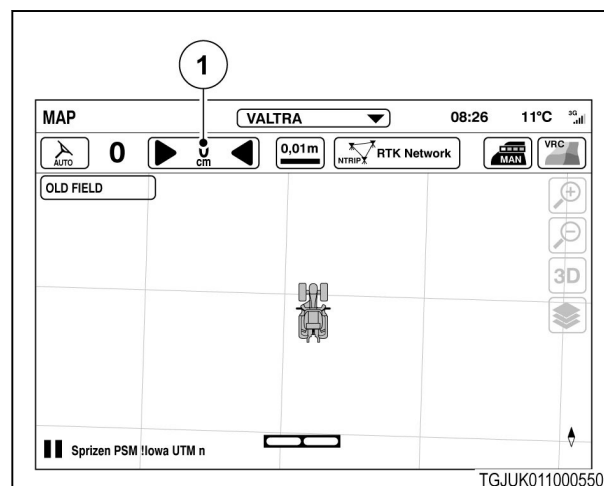 1
MAP VALTRA 08:26 11°C 3G
AUTO 0 0 cm 0,01m NTRIP RTK Network MAN VRC
OLD FIELD
3D
Sprizen PSM !lowa UTM n
TGJUK011000550